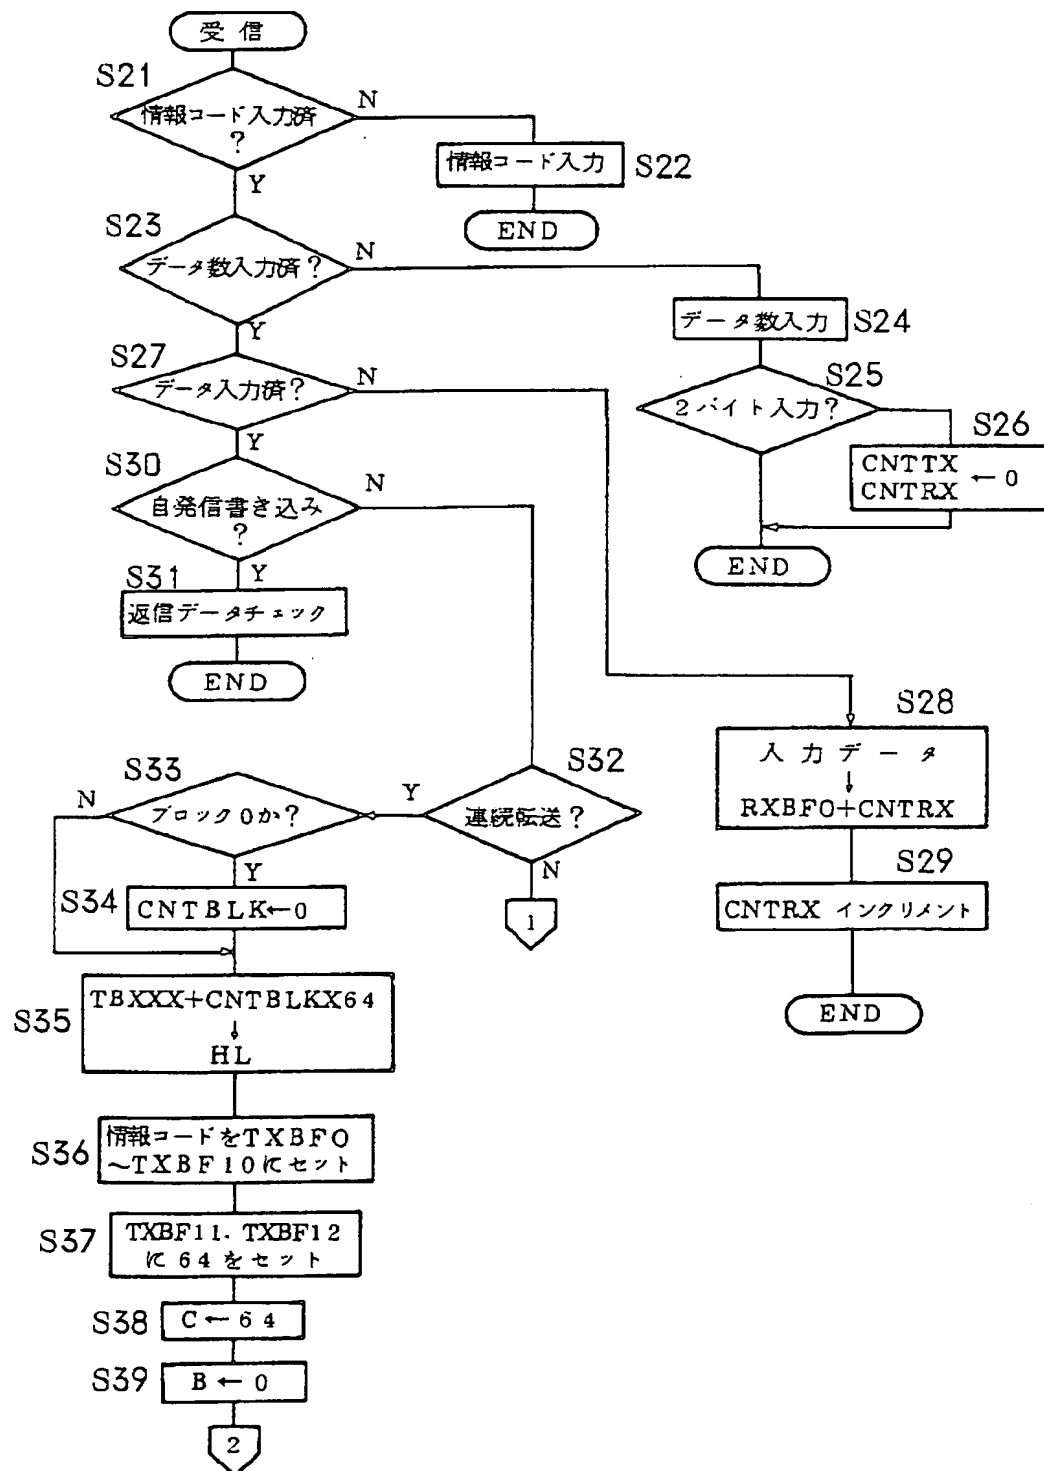 受信
S21
情報コード入力済
?
N
Y
情報コード入力
S22
END
S23
データ数入力済?
N
Y
データ数入力
S24
S25
2バイト入力?
S26
CNTTX
CNTRX
←0
END
S27
データ入力済?
N
Y
S30
自発信書き込み
?
N
Y
S31
返信データチェック
END
S28
入力データ
↓
RXBF0+CNTRX
S29
CNTRX インクリメント
END
S32
連続転送?
Y
N
1
S33
ブロック0か?
N
Y
S34
CNTBLK←0
S35
TBXXX+CNTBLKX64
↓
HL
S36
情報コードをTXBF0
~TXBF10にセット
S37
TXBF11. TXBF12
に64をセット
S38
C←64
S39
B←0
2